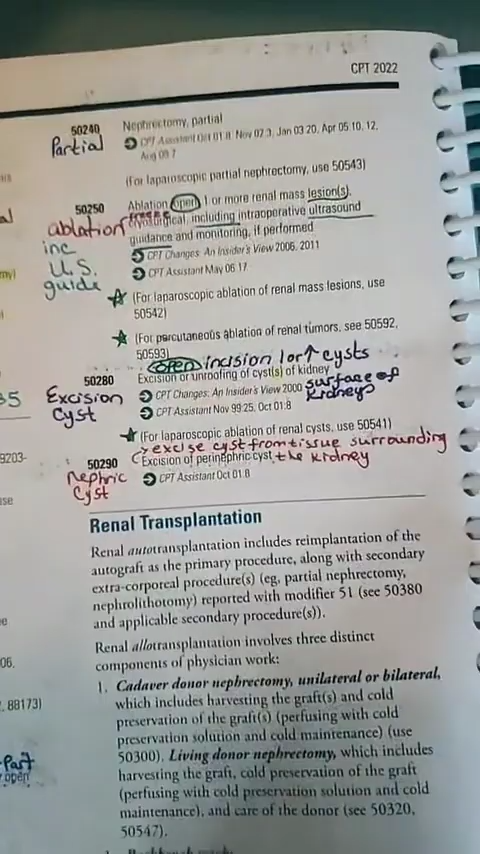 CPT 2022
50240 Nephrectomy, partial
Partial
CPT Assistant Oct 01:8, Nov 02:3, Jan 03:20, Apr 05:10, 12,
Aug 05:7
(For laparoscopic partial nephrectomy, use 50543)
50250 Ablation, open, 1 or more renal mass lesion(s),
ablation cryosurgical, including intraoperative ultrasound
inc guidance and monitoring, if performed
U.S. CPT Changes: An Insider's View 2006, 2011
guide CPT Assistant May 06:17
(For laparoscopic ablation of renal mass lesions, use
50542)
(For percutaneous ablation of renal tumors, see 50592,
50593)
open incision 1 or ↑ cysts
50280 Excision or unroofing of cyst(s) of kidney
surface of
kidneys
Excision CPT Changes: An Insider's View 2000
Cyst CPT Assistant Nov 99:25, Oct 01:8
(For laparoscopic ablation of renal cysts, use 50541)
excise cyst from tissue surrounding
50290 Excision of perinephric cyst the kidney
Nephric CPT Assistant Oct 01:8
Cyst
Renal Transplantation
Renal autotransplantation includes reimplantation of the
autograft as the primary procedure, along with secondary
extra-corporeal procedure(s) (eg, partial nephrectomy,
nephrolithotomy) reported with modifier 51 (see 50380
and applicable secondary procedure(s)).
Renal allotransplantation involves three distinct
components of physician work:
1. Cadaver donor nephrectomy, unilateral or bilateral,
which includes harvesting the graft(s) and cold
preservation of the graft(s) (perfusing with cold
preservation solution and cold maintenance) (use
50300). Living donor nephrectomy, which includes
harvesting the graft, cold preservation of the graft
(perfusing with cold preservation solution and cold
maintenance), and care of the donor (see 50320,
50547).
9203-
06,
, 88173)
Part
open